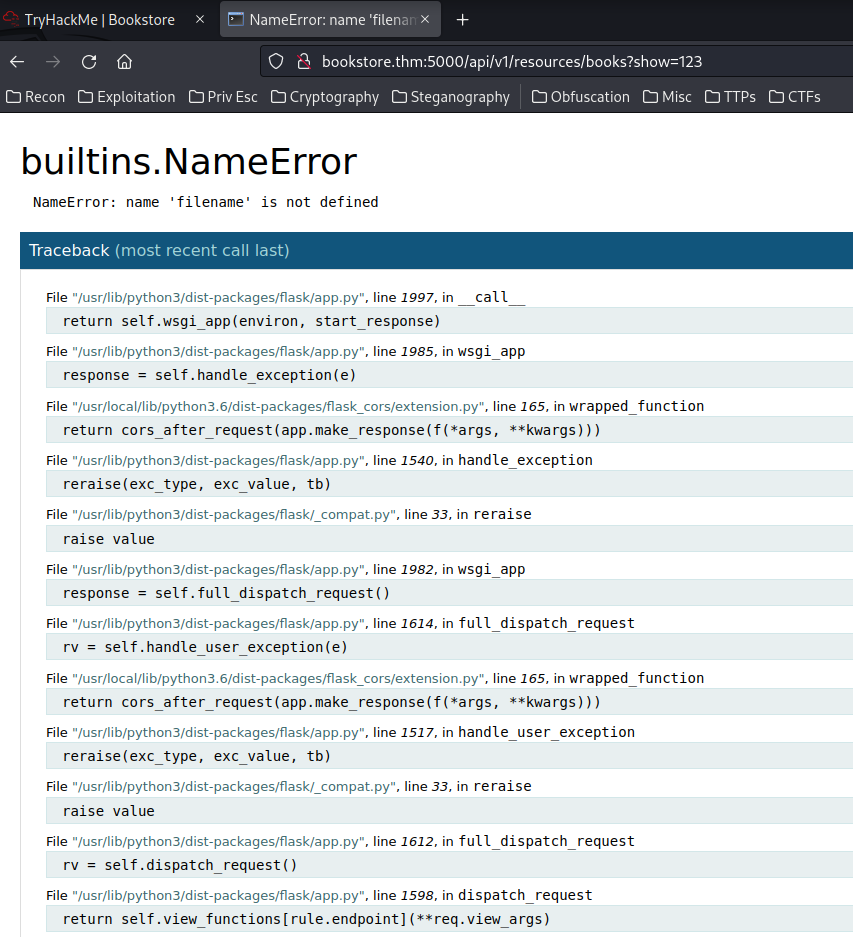 TryHackMe | Bookstore
NameError: name 'filenam
bookstore.thm:5000/api/v1/resources/books?show=123
Recon Exploitation Priv Esc Cryptography Steganography Obfuscation Misc TTPs CTFs
builtins.NameError
NameError: name 'filename' is not defined
Traceback (most recent call last)
File "/usr/lib/python3/dist-packages/flask/app.py", line 1997, in __call__
return self.wsgi_app(environ, start_response)
File "/usr/lib/python3/dist-packages/flask/app.py", line 1985, in wsgi_app
response = self.handle_exception(e)
File "/usr/local/lib/python3.6/dist-packages/flask_cors/extension.py", line 165, in wrapped_function
return cors_after_request(app.make_response(f(*args, **kwargs)))
File "/usr/lib/python3/dist-packages/flask/app.py", line 1540, in handle_exception
reraise(exc_type, exc_value, tb)
File "/usr/lib/python3/dist-packages/flask/_compat.py", line 33, in reraise
raise value
File "/usr/lib/python3/dist-packages/flask/app.py", line 1982, in wsgi_app
response = self.full_dispatch_request()
File "/usr/lib/python3/dist-packages/flask/app.py", line 1614, in full_dispatch_request
rv = self.handle_user_exception(e)
File "/usr/local/lib/python3.6/dist-packages/flask_cors/extension.py", line 165, in wrapped_function
return cors_after_request(app.make_response(f(*args, **kwargs)))
File "/usr/lib/python3/dist-packages/flask/app.py", line 1517, in handle_user_exception
reraise(exc_type, exc_value, tb)
File "/usr/lib/python3/dist-packages/flask/_compat.py", line 33, in reraise
raise value
File "/usr/lib/python3/dist-packages/flask/app.py", line 1612, in full_dispatch_request
rv = self.dispatch_request()
File "/usr/lib/python3/dist-packages/flask/app.py", line 1598, in dispatch_request
return self.view_functions[rule.endpoint](**req.view_args)